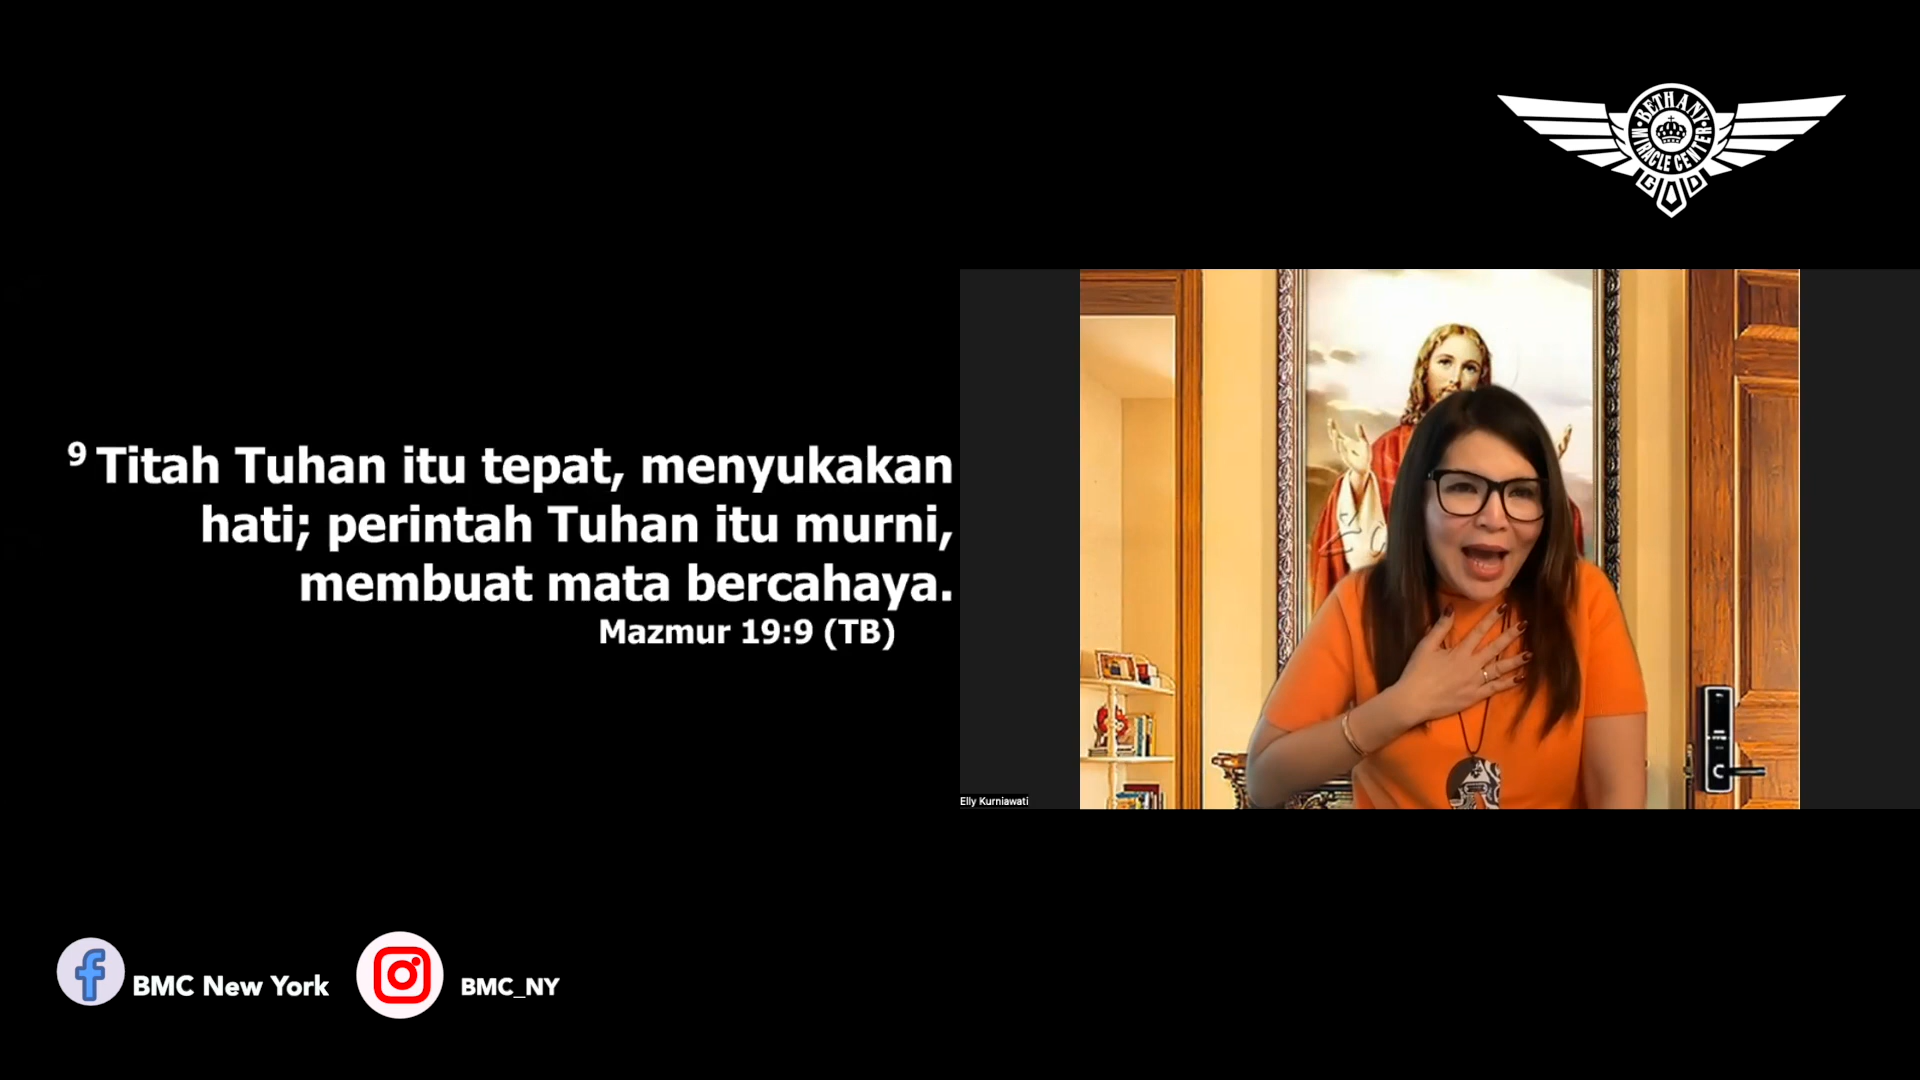 BETHANY
MIRACLE CENTER
GAD
9 Titah Tuhan itu tepat, menyukakan
hati; perintah Tuhan itu murni,
membuat mata bercahaya.
Mazmur 19:9 (TB)
Elly Kurniawati
BMC New York
BMC_NY